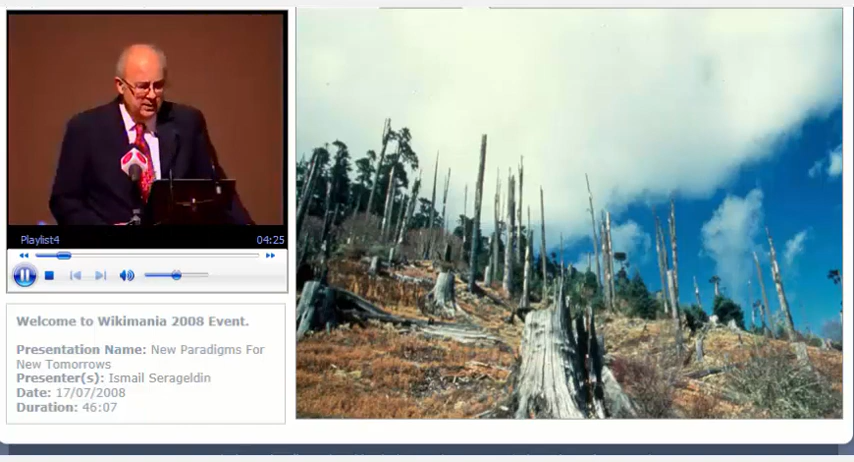 Playlist4 04:25
Welcome to Wikimania 2008 Event.
Presentation Name: New Paradigms For
New Tomorrows
Presenter(s): Ismail Serageldin
Date: 17/07/2008
Duration: 46:07